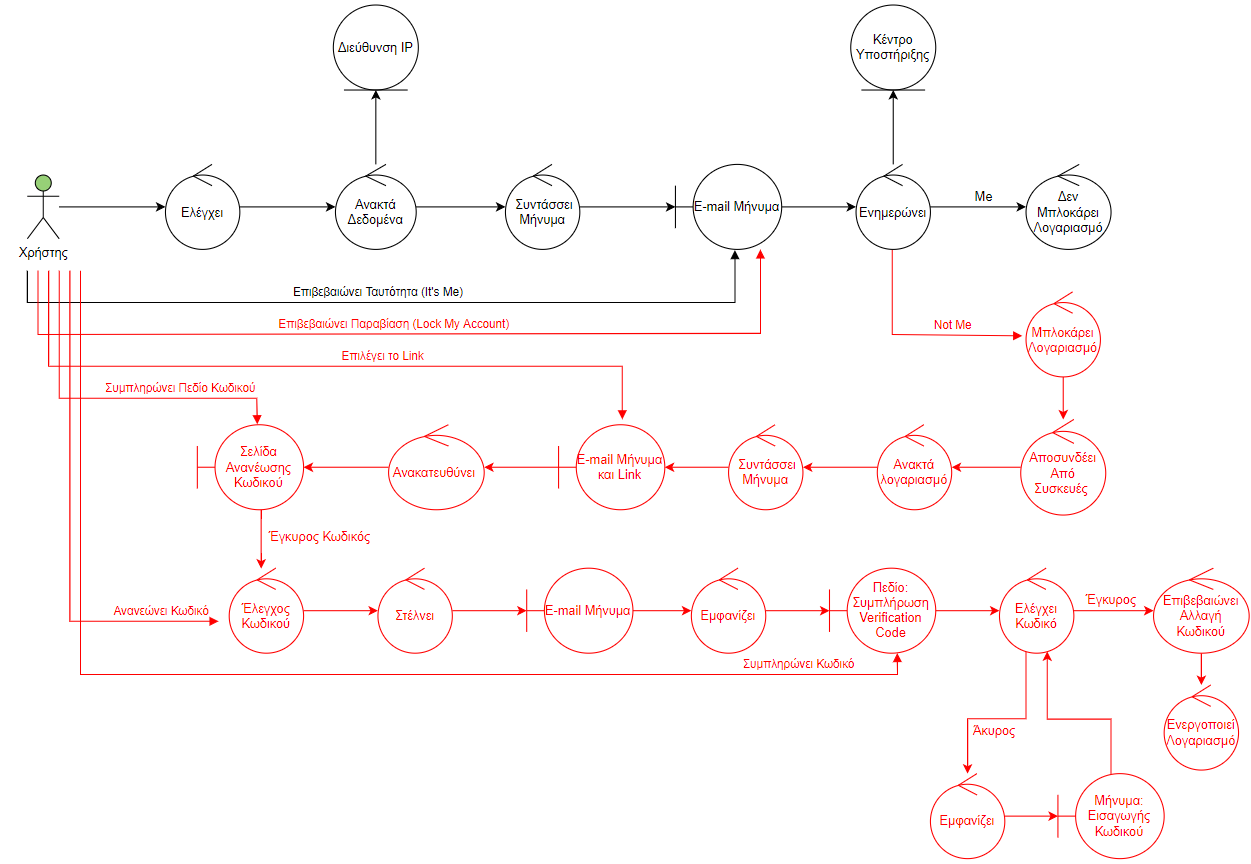 Διεύθυνση IP
Κέντρο
Υποστήριξης
Χρήστης
Ελέγχει
Ανακτά
Δεδομένα
Συντάσσει
Μήνυμα
E-mail Μήνυμα
Ενημερώνει
Me
Δεν
Μπλοκάρει
Λογαριασμό
Επιβεβαιώνει Ταυτότητα (It's Me)
Επιβεβαιώνει Παραβίαση (Lock My Account)
Not Me
Μπλοκάρει
Λογαριασμό
Επιλέγει το Link
Συμπληρώνει Πεδίο Κωδικού
Σελίδα
Ανανέωσης
Κωδικού
Ανακατευθύνει
E-mail Μήνυμα
και Link
Συντάσσει
Μήνυμα
Ανακτά
λογαριασμό
Αποσυνδέει
Από
Συσκευές
Έγκυρος Κωδικός
Ανανεώνει Κωδικό
Έλεγχος
Κωδικού
Στέλνει
E-mail Μήνυμα
Εμφανίζει
Πεδίο:
Συμπλήρωση
Verification
Code
Ελέγχει
Κωδικό
Έγκυρος
Επιβεβαιώνει
Αλλαγή
Κωδικού
Συμπληρώνει Κωδικό
Άκυρος
Ενεργοποιεί
Λογαριασμό
Εμφανίζει
Μήνυμα:
Εισαγωγής
Κωδικού